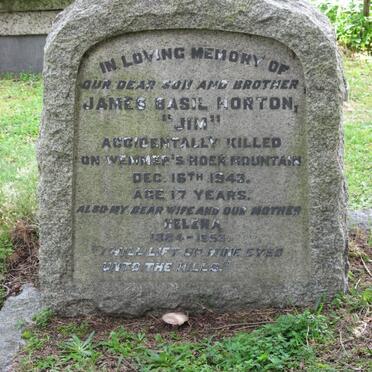 IN LOVING MEMORY OF
OUR DEAR SON AND BROTHER
JAMES BASIL NORTON,
"JIM"
ACCIDENTALLY KILLED
ON WEMMER'S HOEK MOUNTAIN
DEC. 16TH 1943.
AGE 17 YEARS.
ALSO MY DEAR WIFE AND OUR MOTHER
HELENA
"I WILL LIFT UP MINE EYES
UNTO THE HILLS."